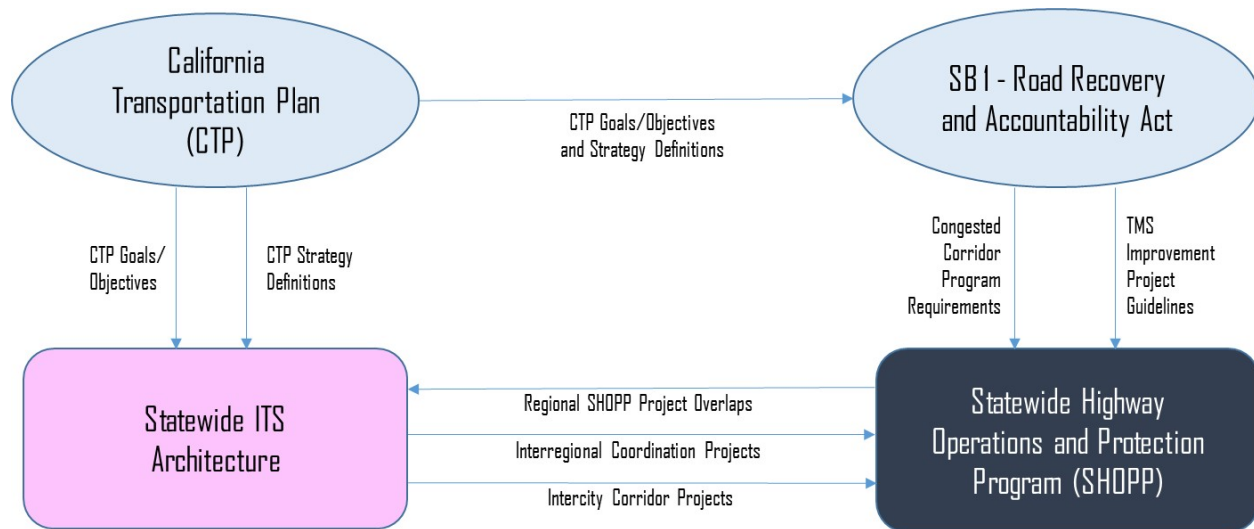 California
Transportation Plan
(CTP)
SB1 - Road Recovery
and Accountability Act
CTP Goals/Objectives
and Strategy Definitions
CTP Goals/
Objectives
CTP Strategy
Definitions
Congested
Corridor
Program
Requirements
TMS
Improvement
Project
Guidelines
Statewide ITS
Architecture
Regional SHOPP Project Overlaps
Interregional Coordination Projects
Intercity Corridor Projects
Statewide Highway
Operations and Protection
Program (SHOPP)